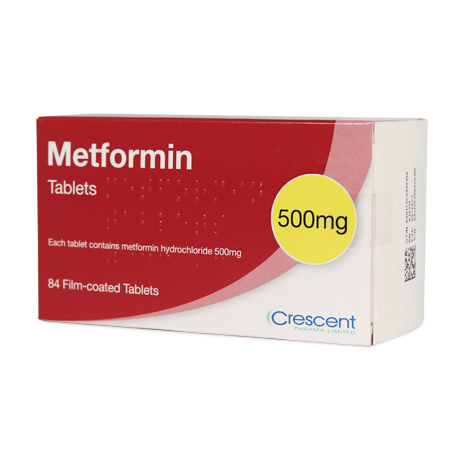 Metformin
Tablets
Each tablet contains metformin hydrochloride 500mg
84 Film-coated Tablets
500mg
Crescent
PHARMA LIMITED